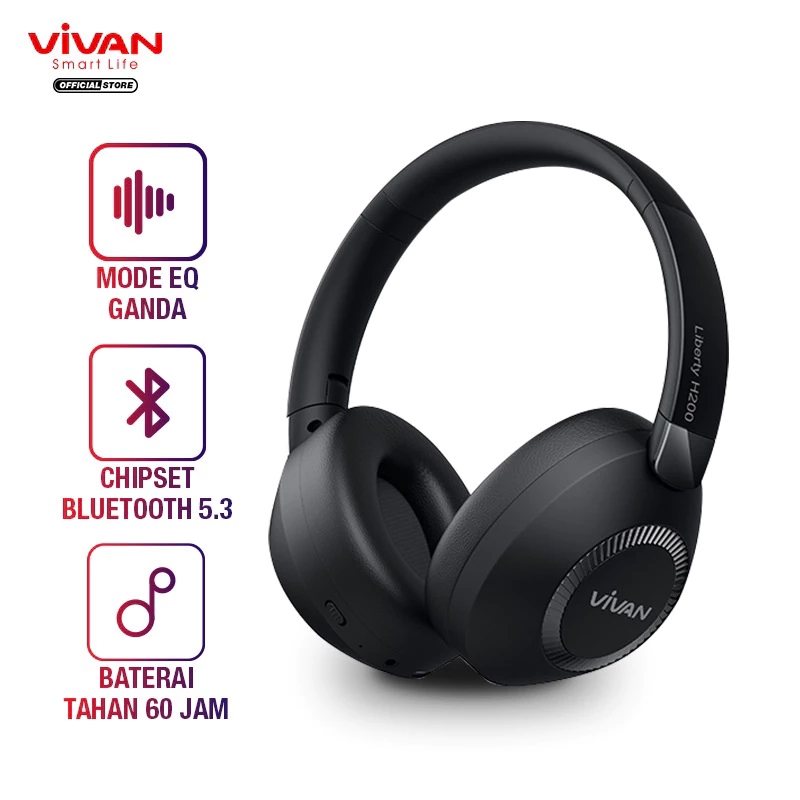 ViVAN
Smart Life
OFFICIAL STORE
MODE EQ
GANDA
CHIPSET
BLUETOOTH 5.3
BATERAI
TAHAN 60 JAM
Liberty H200
ViVAN